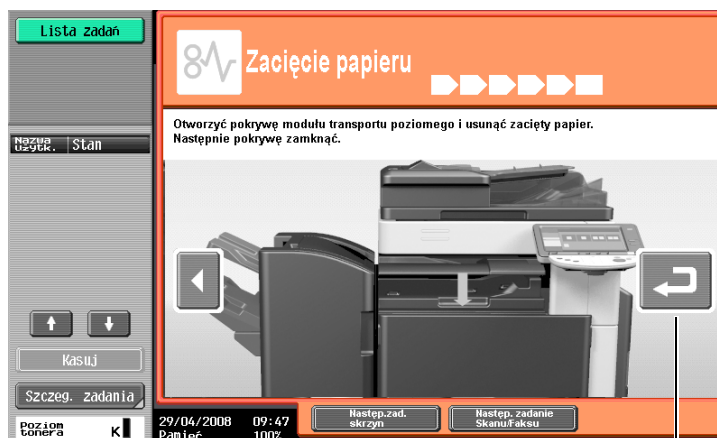 Lista zadań
Zacięcie papieru
Otworzyć pokrywę modułu transportu poziomego i usunąć zacięty papier.
Następnie pokrywę zamknąć.
Nazwa
użytk.
Stan
Kasuj
Szczeg. zadania
Poziom
tonera
K
29/04/2008 09:47
Pamięć 100%
Następ.zad.
skrzyn
Następ. zadanie
Skanu/Faksu